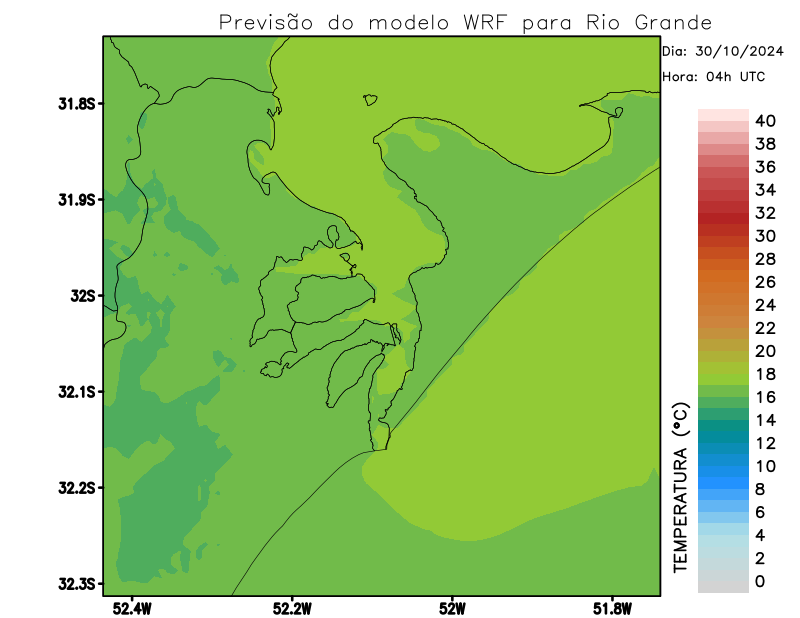 Previsão do modelo WRF para Rio Grande
Dia: 30/10/2024
Hora: 04h UTC
31.8S
31.9S
32S
32.1S
32.2S
32.3S
52.4W
52.2W
52W
51.8W
TEMPERATURA (°C)
40
38
36
34
32
30
28
26
24
22
20
18
16
14
12
10
8
6
4
2
0